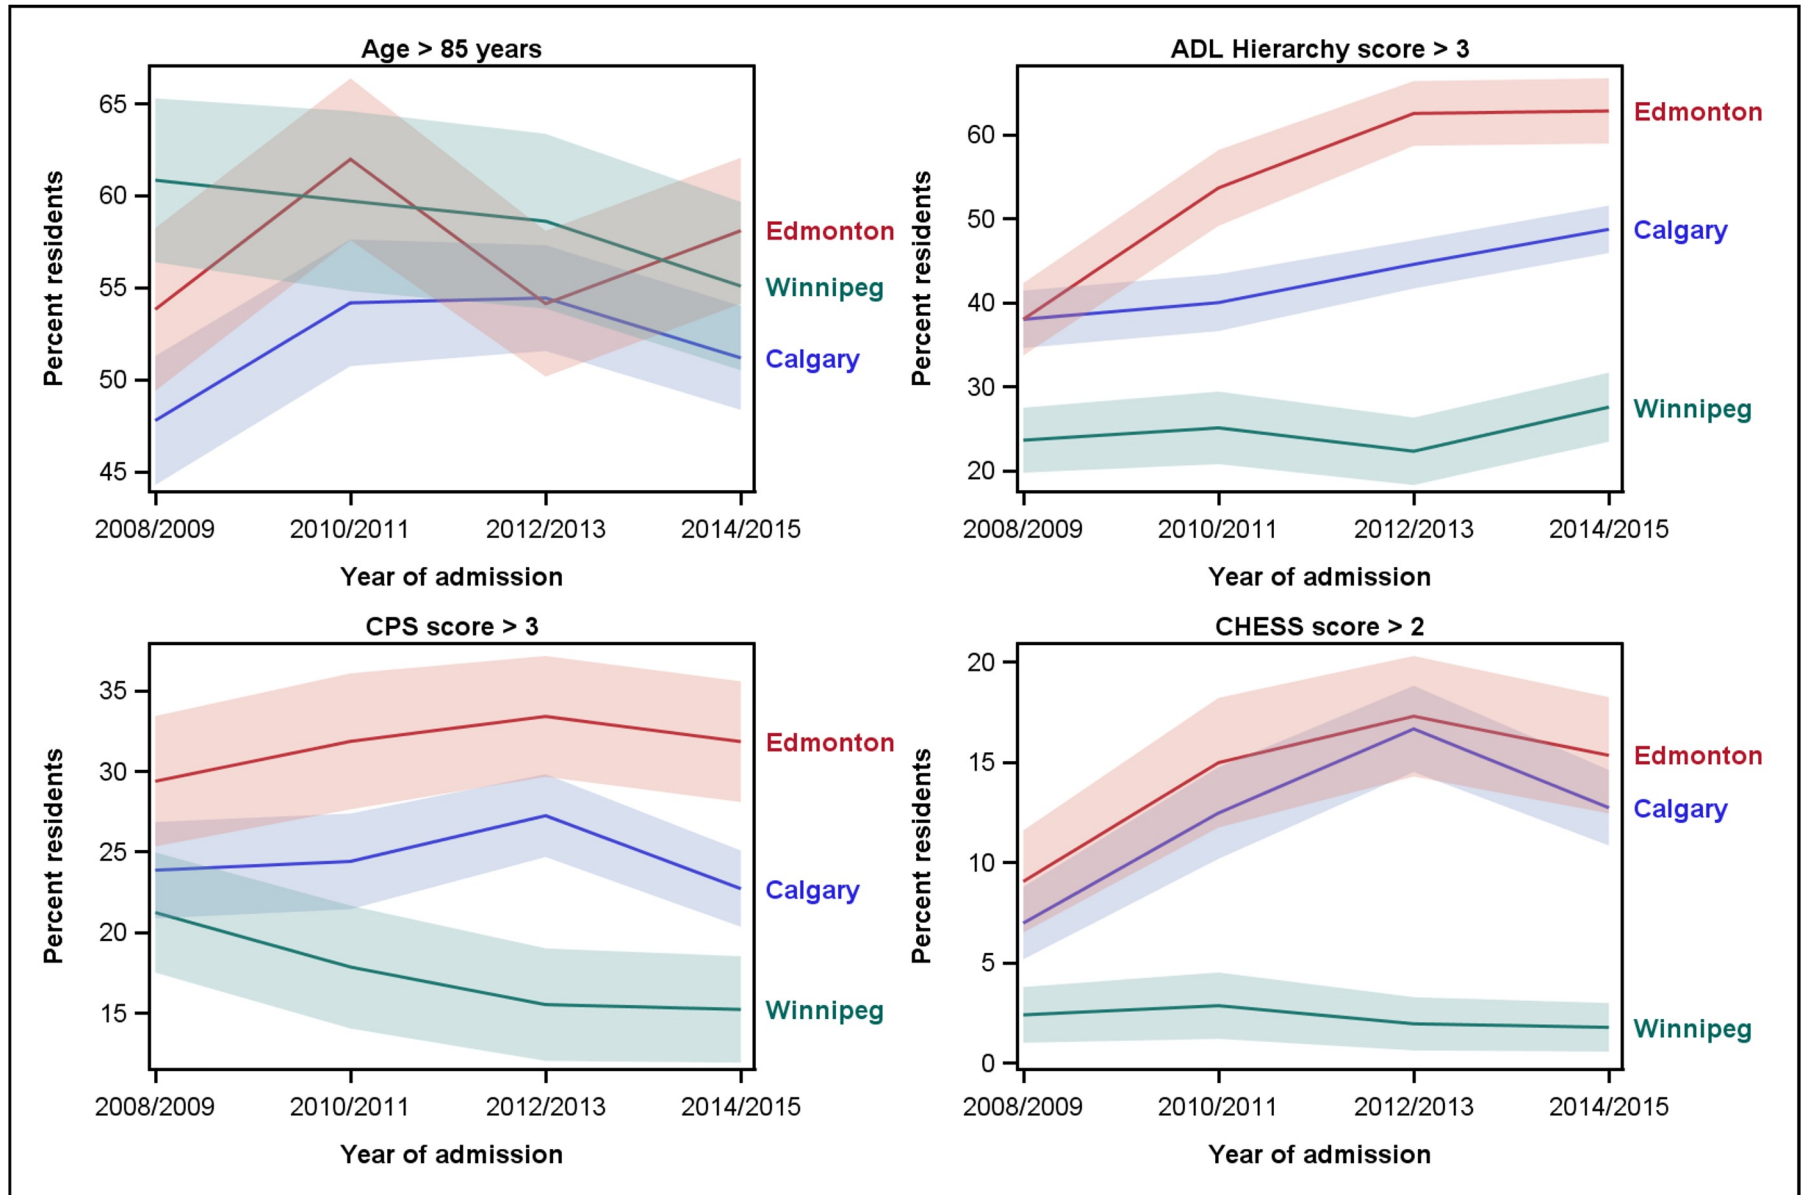 Age > 85 years
Percent residents
65
60
55
50
45
Edmonton
Winnipeg
Calgary
2008/2009 2010/2011 2012/2013 2014/2015
Year of admission
ADL Hierarchy score > 3
Percent residents
60
50
40
30
20
Edmonton
Calgary
Winnipeg
2008/2009 2010/2011 2012/2013 2014/2015
Year of admission
CPS score > 3
Percent residents
35
30
25
20
15
Edmonton
Calgary
Winnipeg
2008/2009 2010/2011 2012/2013 2014/2015
Year of admission
CHESS score > 2
Percent residents
20
15
10
5
0
Edmonton
Calgary
Winnipeg
2008/2009 2010/2011 2012/2013 2014/2015
Year of admission